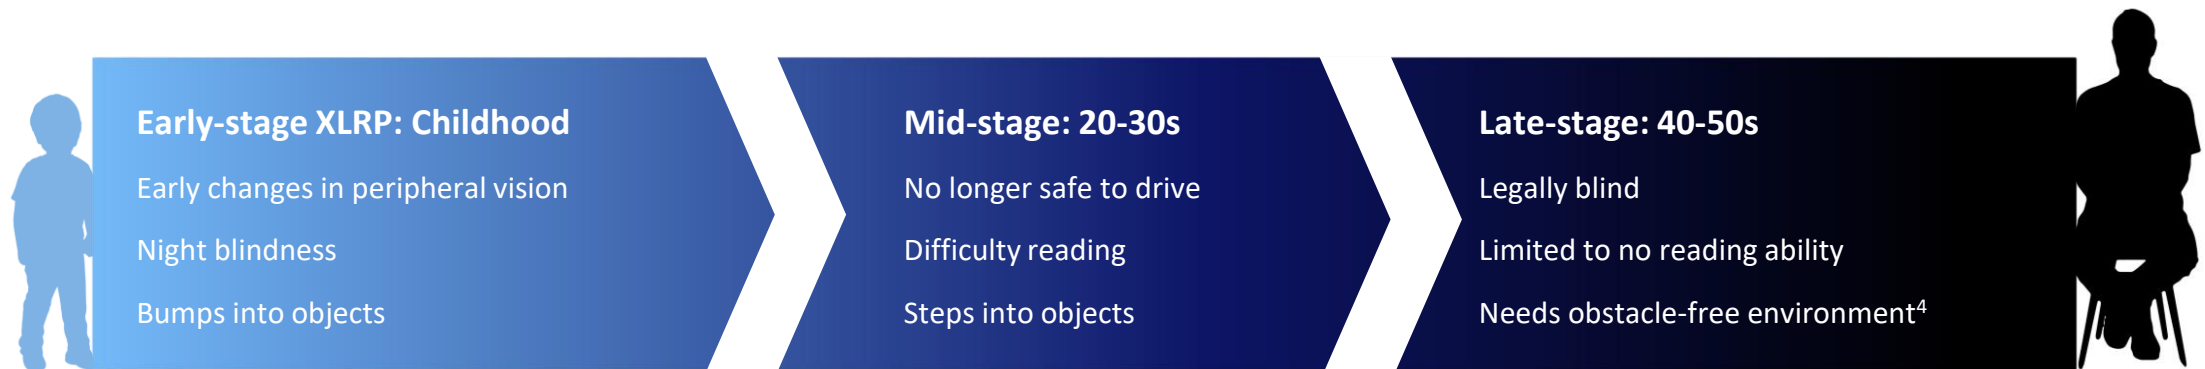 Early-stage XLRP: Childhood
Early changes in peripheral vision
Night blindness
Bumps into objects
Mid-stage: 20-30s
No longer safe to drive
Difficulty reading
Steps into objects
Late-stage: 40-50s
Legally blind
Limited to no reading ability
Needs obstacle-free environment⁴